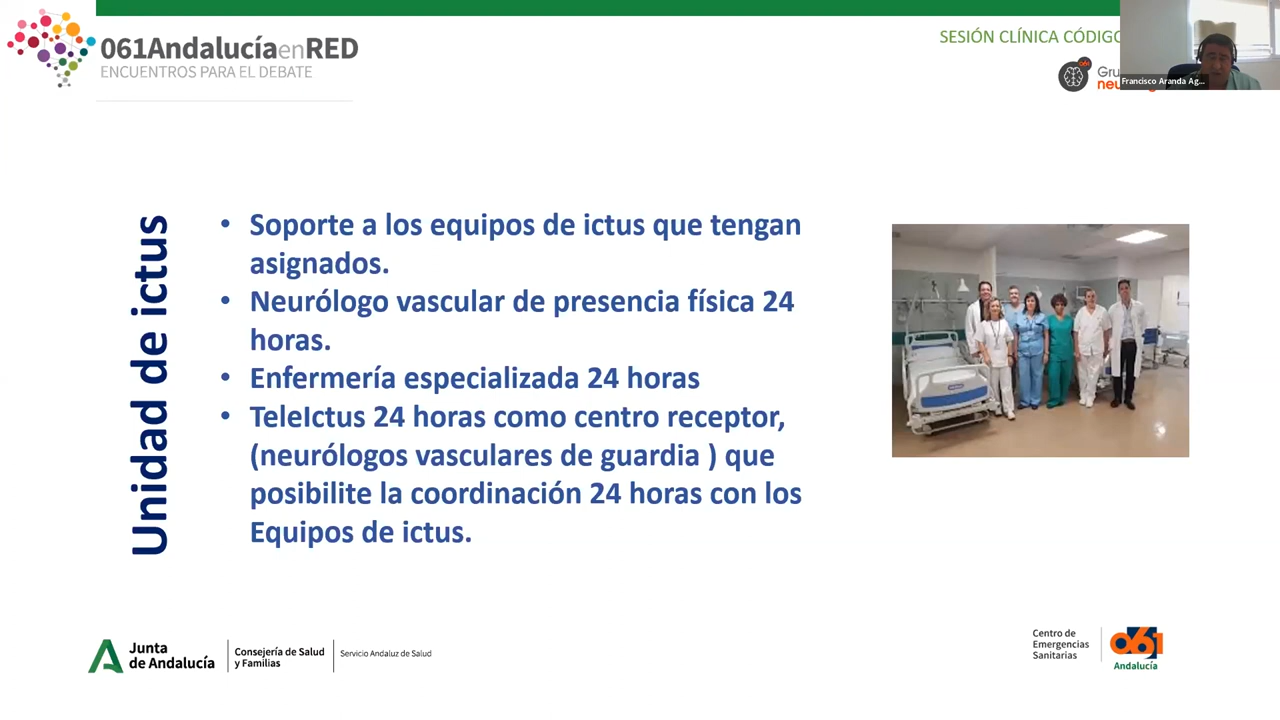 061AndalucíaenRED
ENCUENTROS PARA EL DEBATE
SESIÓN CLÍNICA CÓDIGO
061
Francisco Aranda Ag...
Unidad de ictus
• Soporte a los equipos de ictus que tengan
asignados.
• Neurólogo vascular de presencia física 24
horas.
• Enfermería especializada 24 horas
• TeleIctus 24 horas como centro receptor,
(neurólogos vasculares de guardia ) que
posibilite la coordinación 24 horas con los
Equipos de ictus.
Junta
de Andalucía
Consejería de Salud
y Familias
Servicio Andaluz de Salud
Centro de
Emergencias
Sanitarias
061
Andalucía